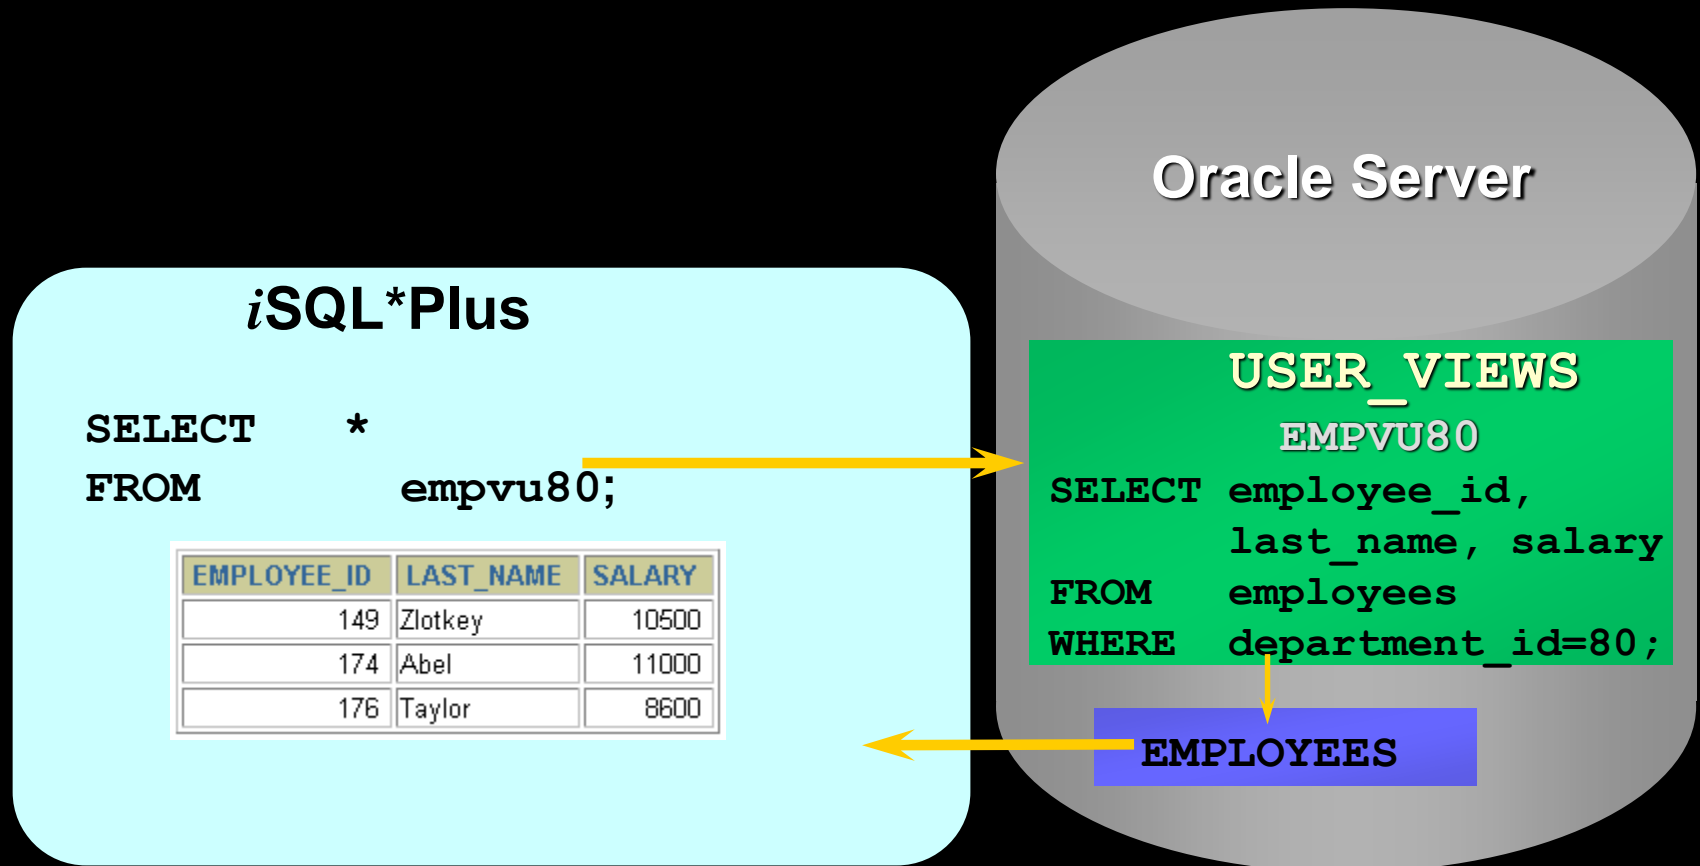 iSQL*Plus
SELECT *
FROM empvu80;
EMPLOYEE_ID LAST_NAME SALARY
149 Zlotkey 10500
174 Abel 11000
176 Taylor 8600
Oracle Server
USER_VIEWS
EMPVU80
SELECT employee_id,
last_name, salary
FROM employees
WHERE department_id=80;
EMPLOYEES